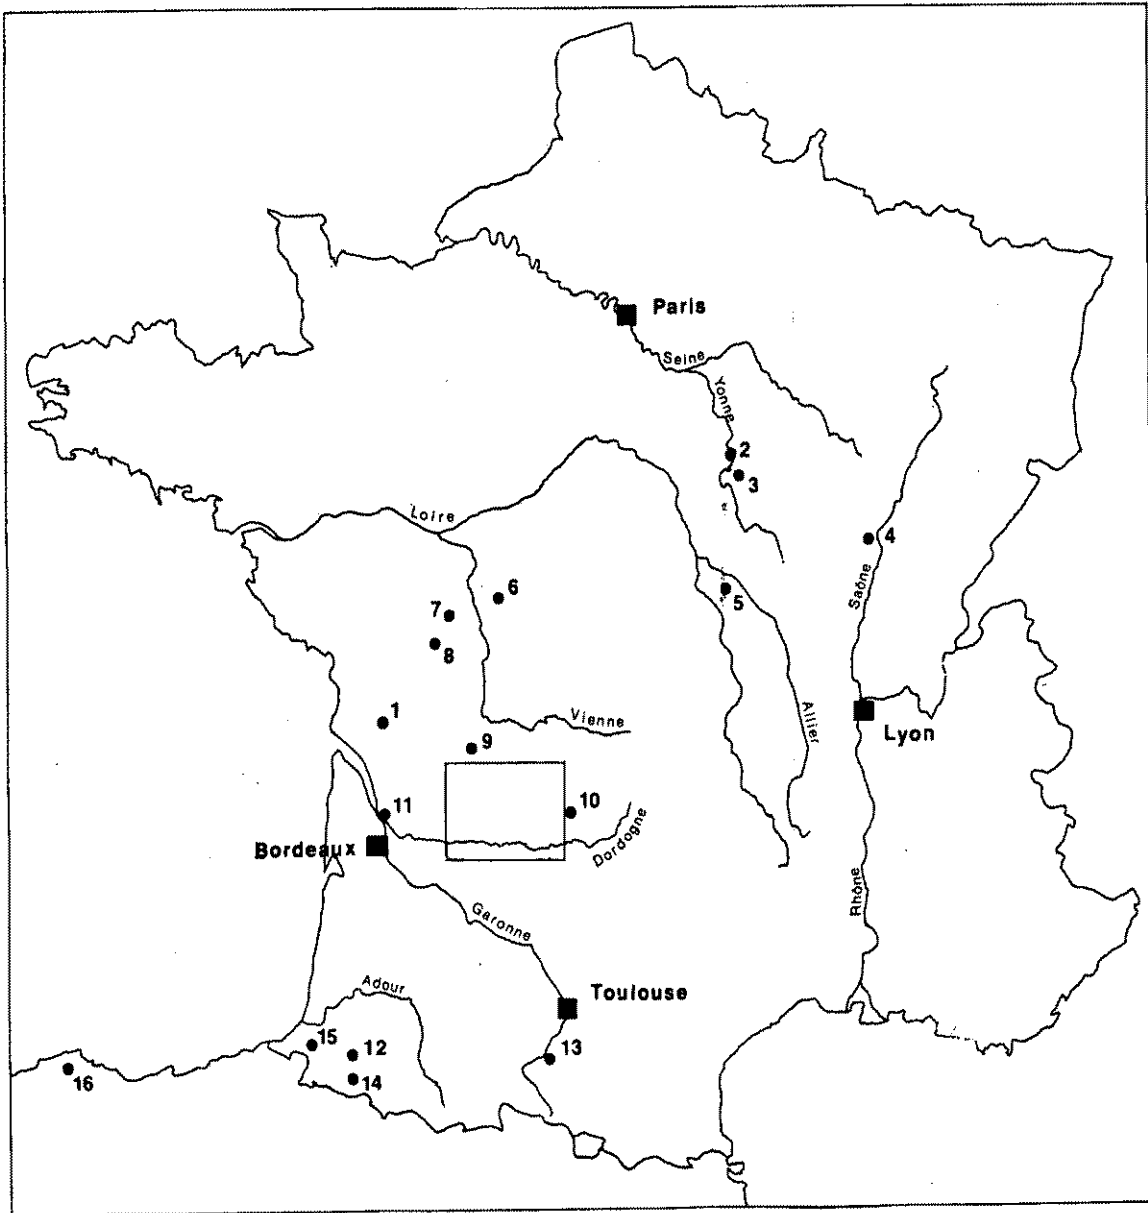 Paris
Seine
Yonne
2
3
Loire
4
Saône
5
6
7
8
1
Vienne
Allier
Lyon
9
10
11
Bordeaux
Dordogne
Rhône
Garonne
Adour
Toulouse
15
12
13
14
16